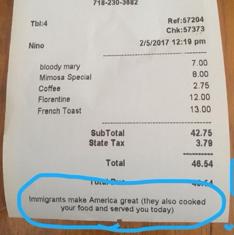 718-230-3682
Tbl:4 Ref:57204
Chk:57373
Nino 2/5/2017 12:19 pm
bloody mary 7.00
Mimosa Special 8.00
Coffee 2.75
Florentine 12.00
French Toast 13.00
SubTotal 42.75
State Tax 3.79
Total 46.54
Immigrants make America great (they also cooked
your food and served you today)